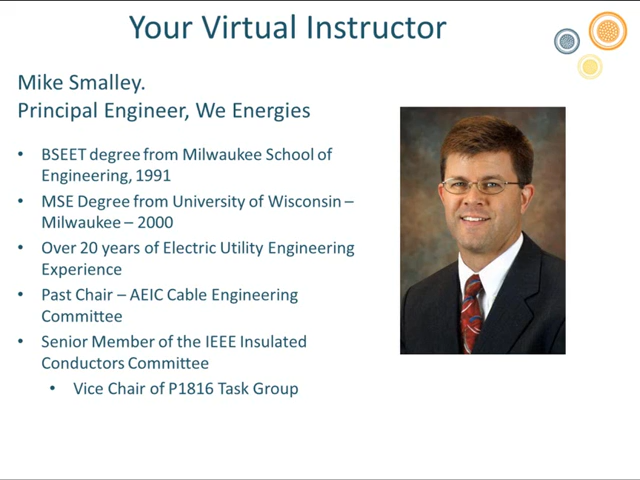 Your Virtual Instructor
Mike Smalley.
Principal Engineer, We Energies
• BSEET degree from Milwaukee School of
Engineering, 1991
• MSE Degree from University of Wisconsin –
Milwaukee – 2000
• Over 20 years of Electric Utility Engineering
Experience
• Past Chair – AEIC Cable Engineering
Committee
• Senior Member of the IEEE Insulated
Conductors Committee
• Vice Chair of P1816 Task Group